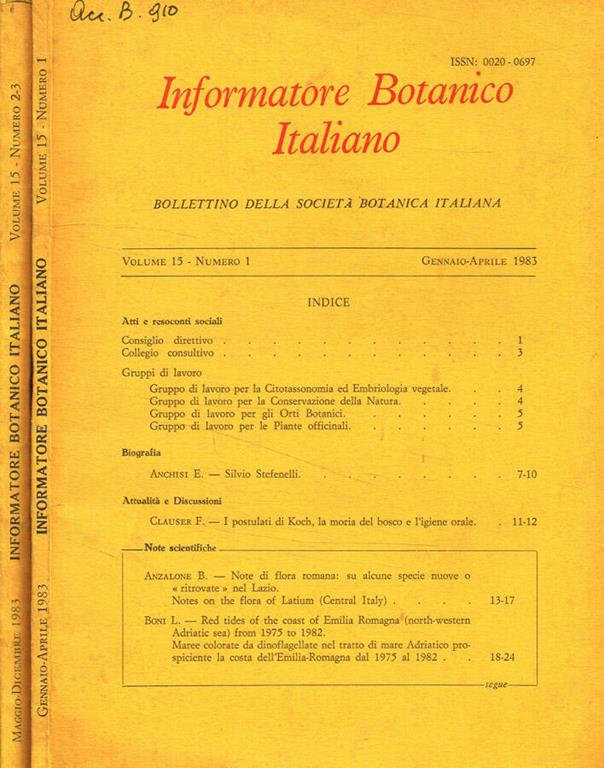 Acc. B. 910
MAGGIO-DICEMBRE 1983 INFORMATORE BOTANICO ITALIANO VOLUME 15 - NUMERO 2-3
GENNAIO-APRILE 1983 INFORMATORE BOTANICO ITALIANO VOLUME 15 - NUMERO 1
ISSN: 0020-0697
Informatore Botanico
Italiano
BOLLETTINO DELLA SOCIETÀ BOTANICA ITALIANA
VOLUME 15 - NUMERO 1 GENNAIO-APRILE 1983
INDICE
Atti e resoconti sociali
Consiglio direttivo . . . . . . . . . . . . 1
Collegio consultivo . . . . . . . . . . . . 3
Gruppi di lavoro
Gruppo di lavoro per la Citotassonomia ed Embriologia vegetale. . . 4
Gruppo di lavoro per la Conservazione della Natura. . . . . 4
Gruppo di lavoro per gli Orti Botanici. . . . . . . 5
Gruppo di lavoro per le Piante officinali. . . . . . . 5
Biografia
ANCHISI E. — Silvio Stefenelli. . . . . . . . . 7-10
Attualità e Discussioni
CLAUSER F. — I postulati di Koch, la moria del bosco e l'igiene orale. . 11-12
Note scientifiche
ANZALONE B. — Note di flora romana: su alcune specie nuove o
« ritrovate » nel Lazio.
Notes on the flora of Latium (Central Italy) . . . . 13-17
BONI L. — Red tides of the coast of Emilia Romagna (north-western
Adriatic sea) from 1975 to 1982.
Maree colorate da dinoflagellate nel tratto di mare Adriatico pro-
spiciente la costa dell'Emilia-Romagna dal 1975 al 1982 . . 18-24
segue